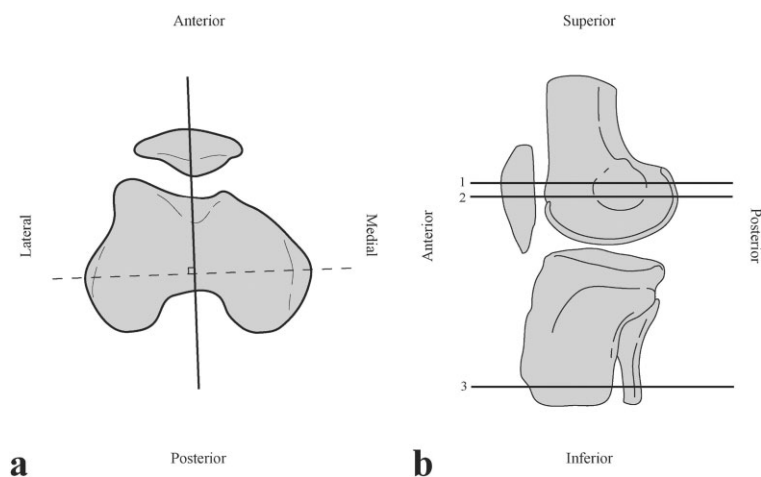 Anterior
Lateral
Medial
Posterior
a
Superior
1
2
Anterior
Posterior
3
Inferior
b